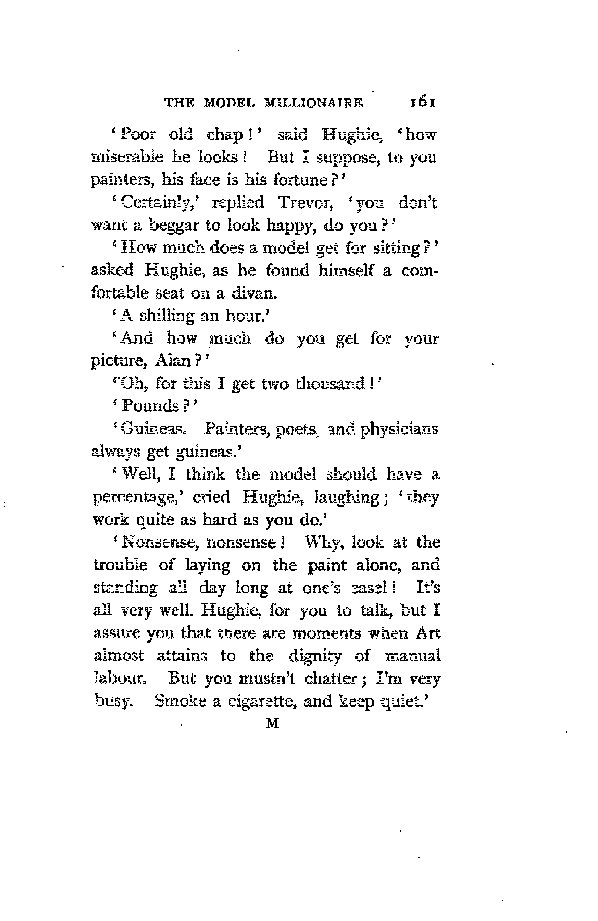 THE MODEL MILLIONAIRE 161
‘Poor old chap!’ said Hughie, ‘how
miserable he looks! But I suppose, to you
painters, his face is his fortune?’
‘Certainly,’ replied Trevor, ‘you don’t
want a beggar to look happy, do you?’
‘How much does a model get for sitting?’
asked Hughie, as he found himself a com-
fortable seat on a divan.
‘A shilling an hour.’
‘And how much do you get for your
picture, Alan?’
‘Oh, for this I get two thousand!’
‘Pounds?’
‘Guineas. Painters, poets, and physicians
always get guineas.’
‘Well, I think the model should have a
percentage,’ cried Hughie, laughing; ‘they
work quite as hard as you do.’
‘Nonsense, nonsense! Why, look at the
trouble of laying on the paint alone, and
standing all day long at one’s easel! It’s
all very well, Hughie, for you to talk, but I
assure you that there are moments when Art
almost attains to the dignity of manual
labour. But you mustn’t chatter; I’m very
busy. Smoke a cigarette, and keep quiet.’
M